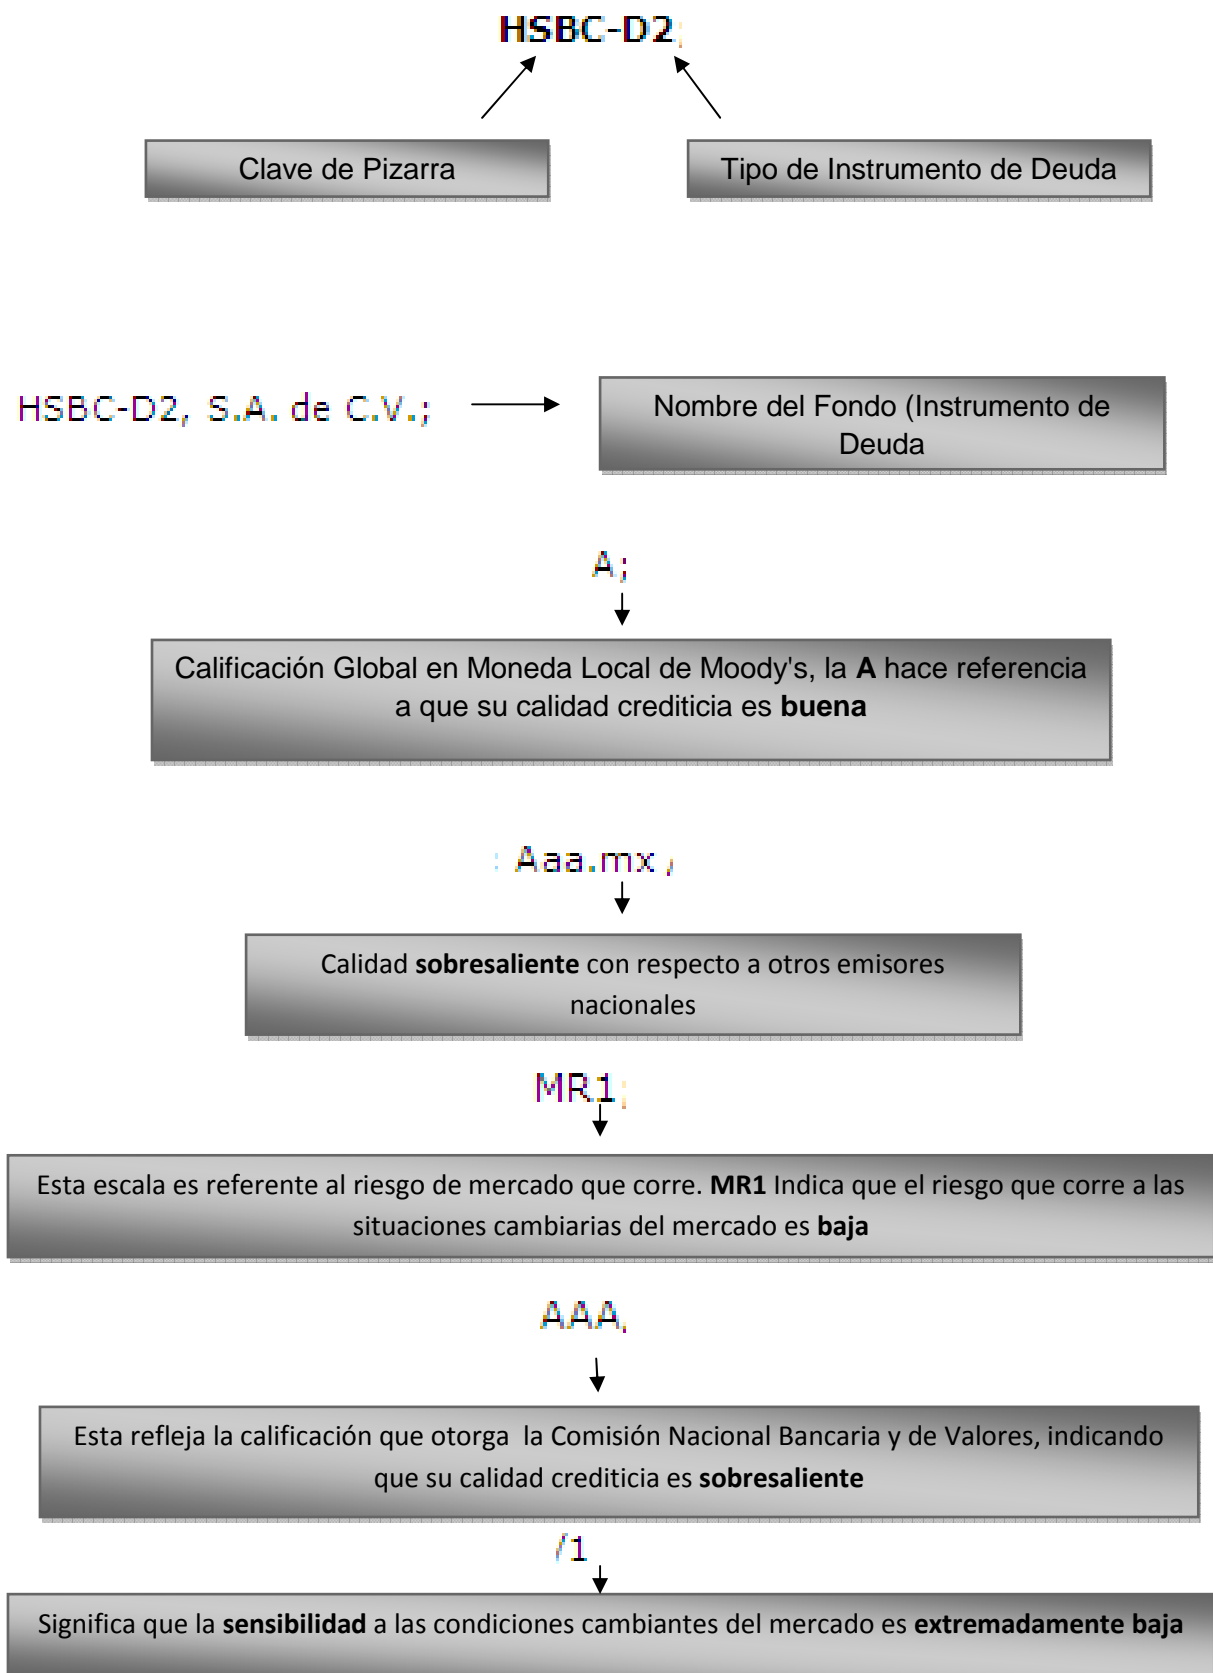 HSBC-D2;
Clave de Pizarra
Tipo de Instrumento de Deuda
HSBC-D2, S.A. de C.V.;
Nombre del Fondo (Instrumento de
Deuda
A;
Calificación Global en Moneda Local de Moody's, la A hace referencia
a que su calidad crediticia es buena
: Aaa.mx /
Calidad sobresaliente con respecto a otros emisores
nacionales
MR1;
Esta escala es referente al riesgo de mercado que corre. MR1 Indica que el riesgo que corre a las
situaciones cambiarias del mercado es baja
AAA,
Esta refleja la calificación que otorga la Comisión Nacional Bancaria y de Valores, indicando
que su calidad crediticia es sobresaliente
/1
Significa que la sensibilidad a las condiciones cambiantes del mercado es extremadamente baja